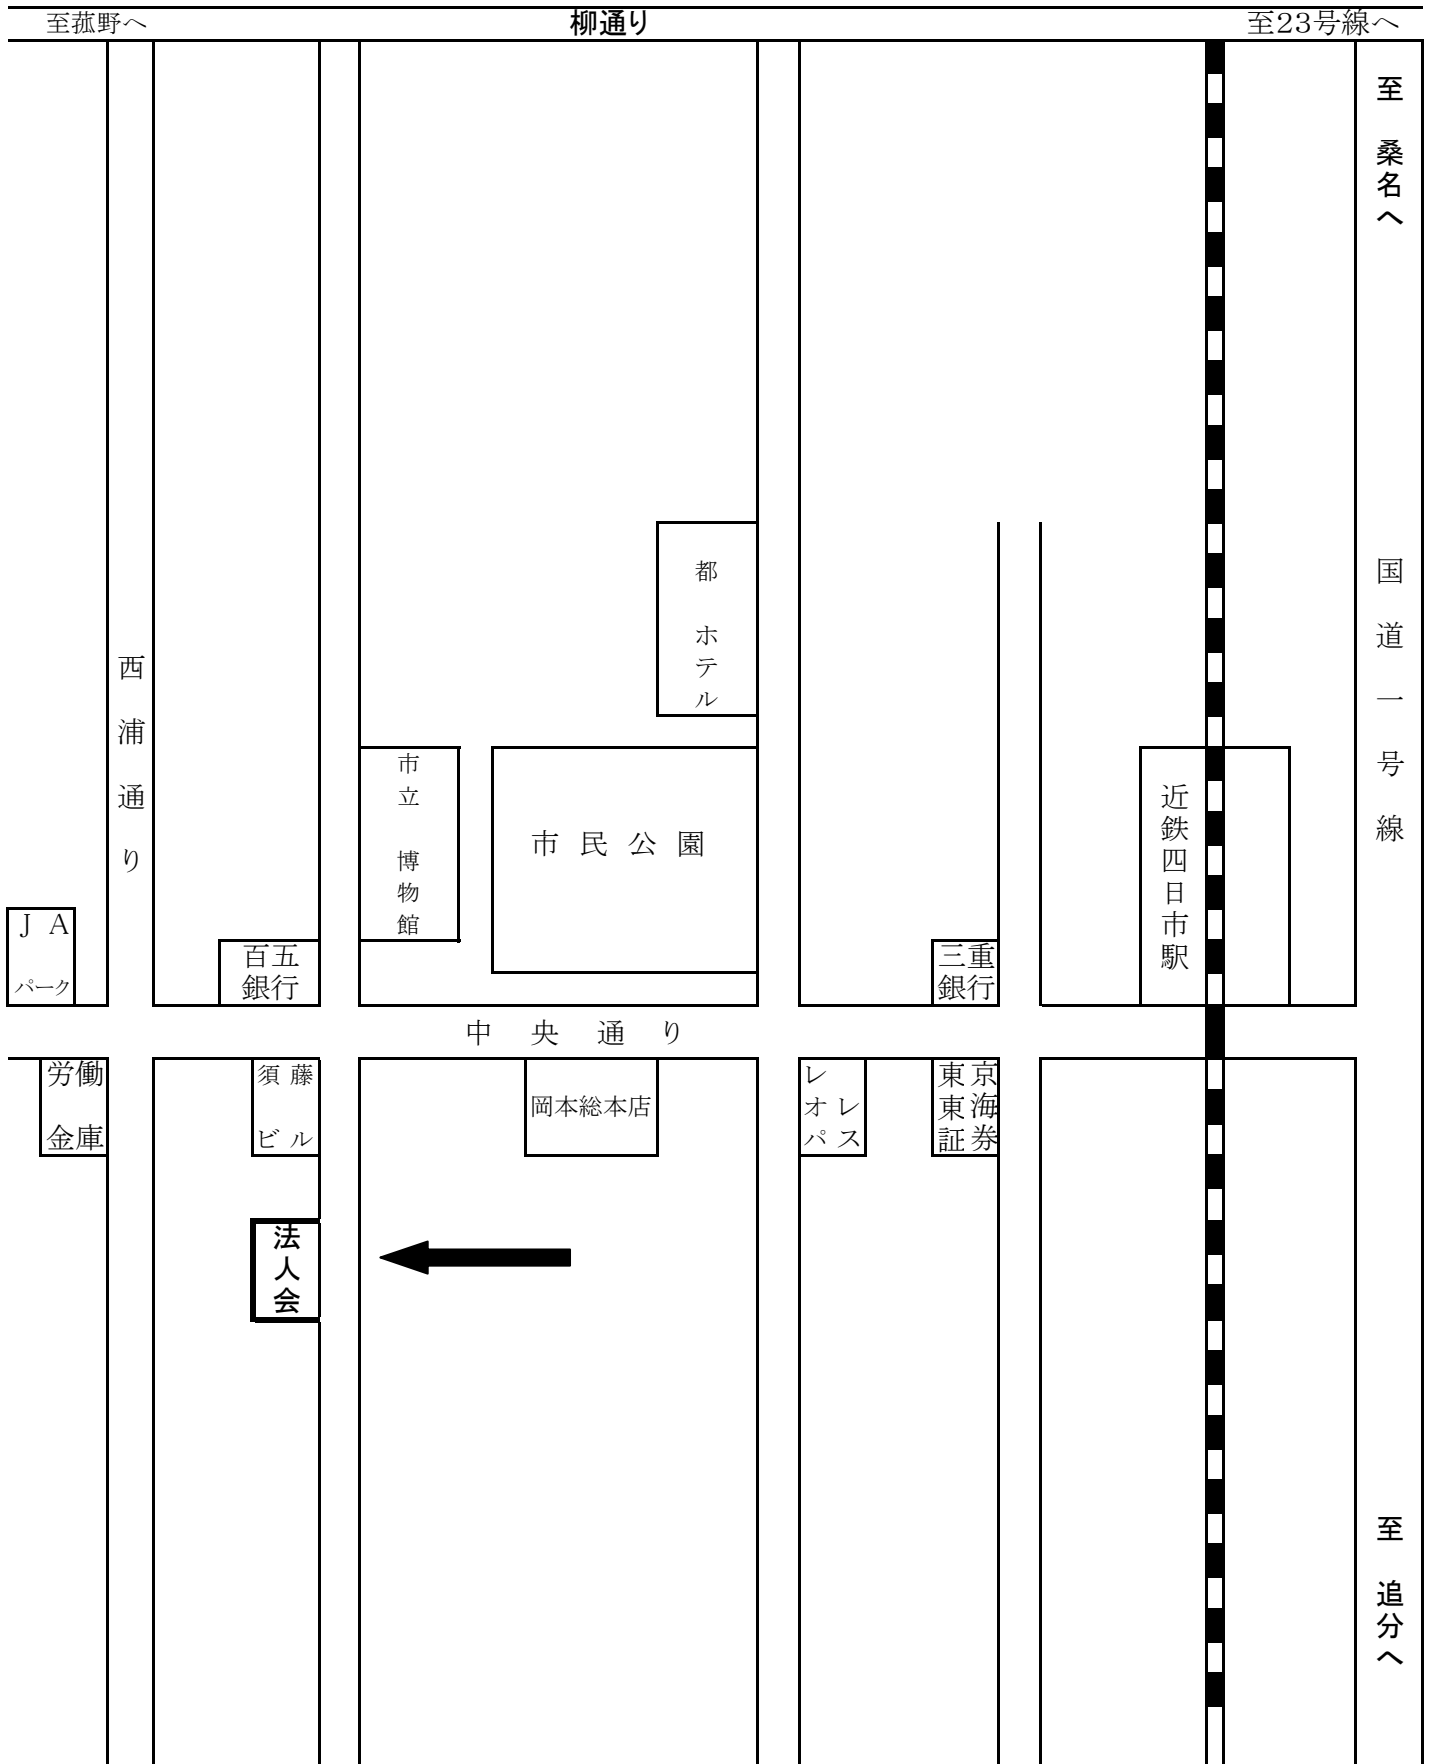 至菰野へ
柳通り
至23号線へ
至 桑名へ
国道一号線
都 ホテル
西浦通り
市立 博物館
市民公園
近鉄四日市駅
JA
パーク
百五
銀行
三重
銀行
中央通り
労働
金庫
須藤
ビル
岡本総本店
レ
オレ
パス
東京
東海
証券
法人会
至 追分へ